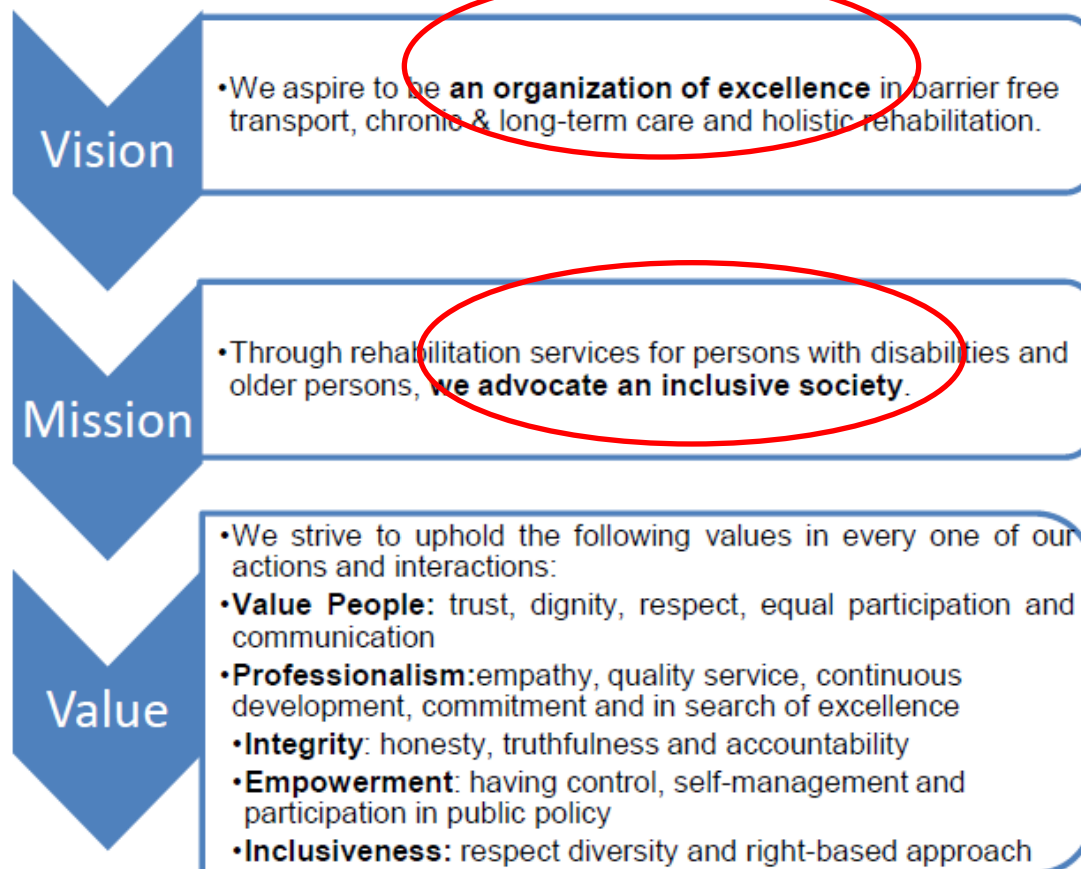 Vision
•We aspire to be an organization of excellence in barrier free
transport, chronic & long-term care and holistic rehabilitation.
Mission
•Through rehabilitation services for persons with disabilities and
older persons, we advocate an inclusive society.
Value
•We strive to uphold the following values in every one of our
actions and interactions:
•Value People: trust, dignity, respect, equal participation and
communication
•Professionalism:empathy, quality service, continuous
development, commitment and in search of excellence
•Integrity: honesty, truthfulness and accountability
•Empowerment: having control, self-management and
participation in public policy
•Inclusiveness: respect diversity and right-based approach